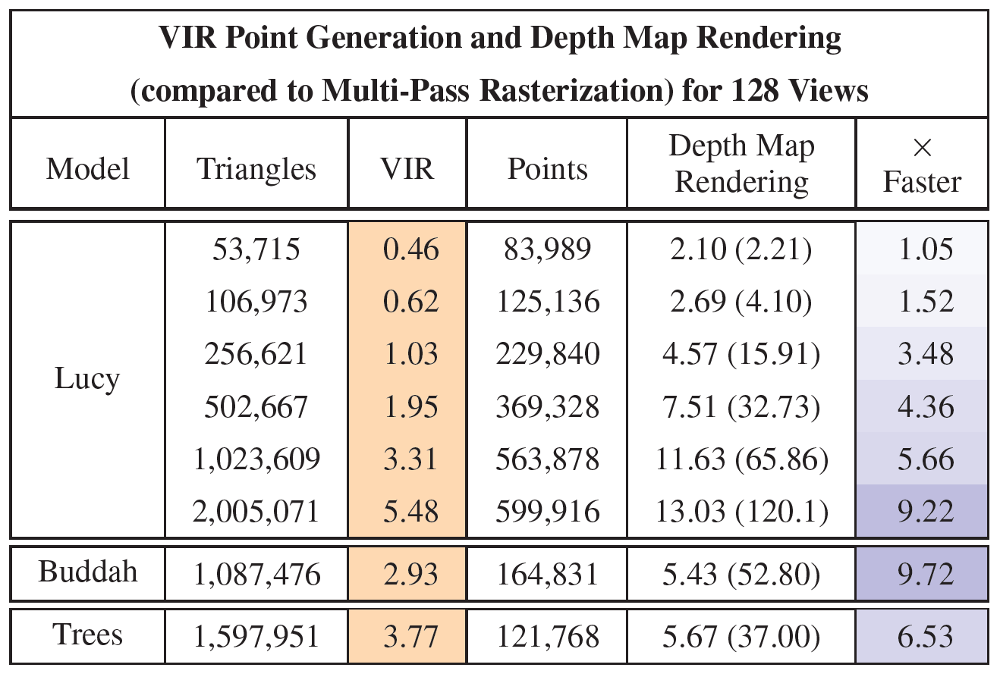 VIR Point Generation and Depth Map Rendering
(compared to Multi-Pass Rasterization) for 128 Views
Model Triangles VIR Points Depth Map Rendering × Faster
Lucy
53,715 0.46 83,989 2.10 (2.21) 1.05
106,973 0.62 125,136 2.69 (4.10) 1.52
256,621 1.03 229,840 4.57 (15.91) 3.48
502,667 1.95 369,328 7.51 (32.73) 4.36
1,023,609 3.31 563,878 11.63 (65.86) 5.66
2,005,071 5.48 599,916 13.03 (120.1) 9.22
Buddah 1,087,476 2.93 164,831 5.43 (52.80) 9.72
Trees 1,597,951 3.77 121,768 5.67 (37.00) 6.53